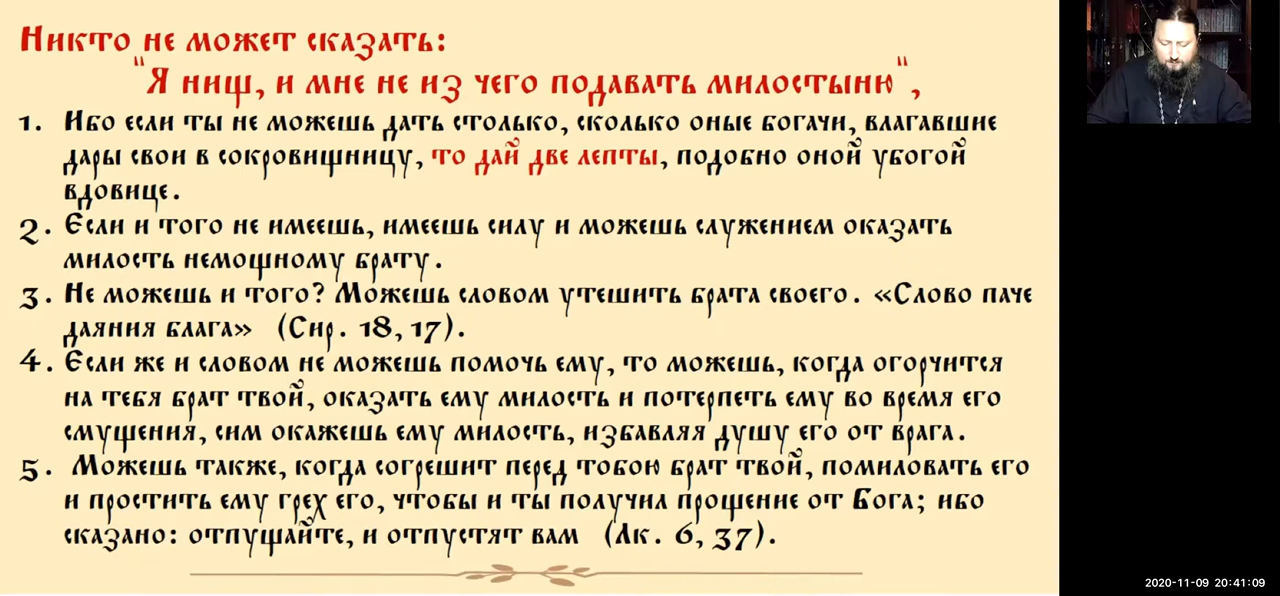 Никто не может сказать:
"Я нищ, и мне не из чего подавать милостыню",
1. Ибо если ты не можешь дать столько, сколько оные богачи, влагавшие
дары свои в сокровищницу, то дай две лепты, подобно оной убогой
вдовице.
2. Если и того не имеешь, имеешь силу и можешь служением оказать
милость немощному брату.
3. Не можешь и того? Можешь словом утешить брата своего. «Слово паче
даяния блага» (Сир. 18, 17).
4. Если же и словом не можешь помочь ему, то можешь, когда огорчится
на тебя брат твой, оказать ему милость и потерпеть ему во время его
смущения, сим окажешь ему милость, избавляя душу его от врага.
5. Можешь также, когда согрешит перед тобою брат твой, помиловать его
и простить ему грех его, чтобы и ты получил прощение от Бога; ибо
сказано: отпущайте, и отпустят вам (Лк. 6, 37).
2020-11-09 20:41:09